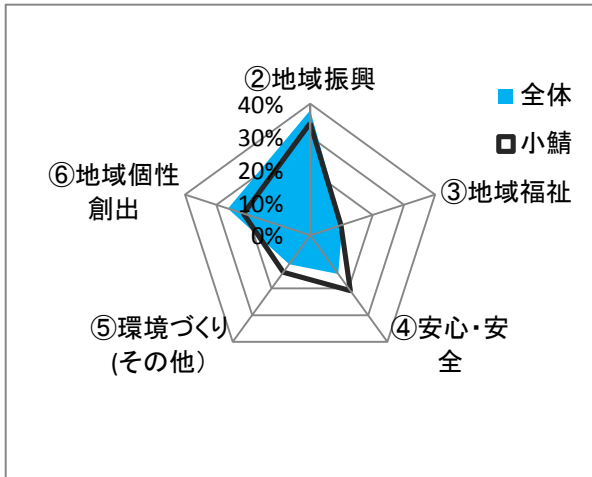 ②地域振興
40%
30%
20%
10%
0%
全体
小鯖
③地域福祉
④安心・安
全
⑤環境づくり
(その他）
⑥地域個性
創出